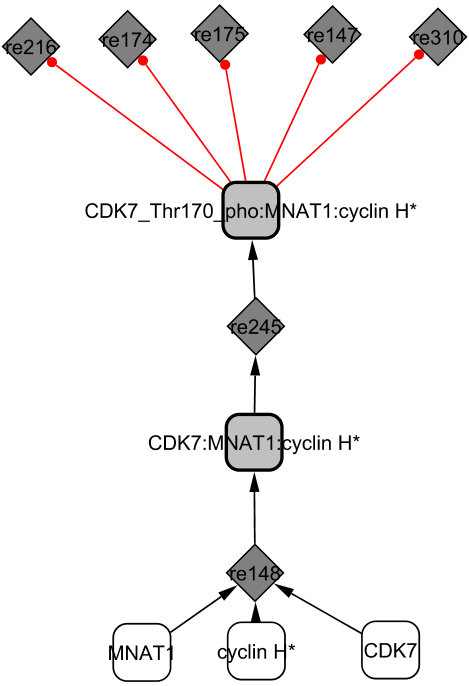 re216
re174
re175
re147
re310
CDK7_Thr170_pho:MNAT1:cyclin H*
re245
CDK7:MNAT1:cyclin H*
re148
MNAT1
cyclin H*
CDK7